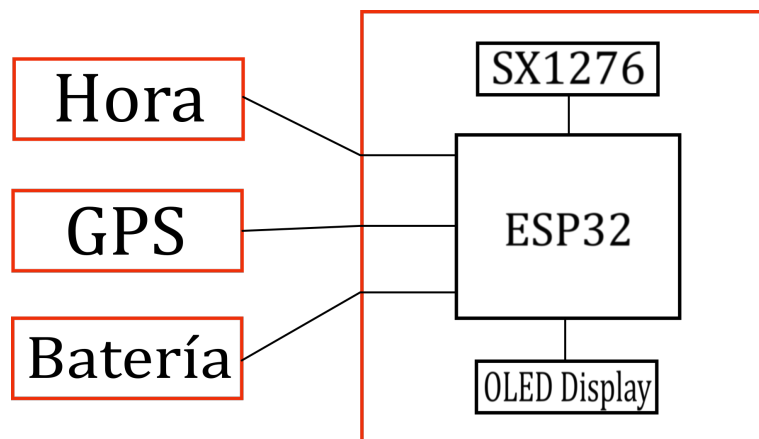 Hora
GPS
Batería
SX1276
ESP32
OLED Display